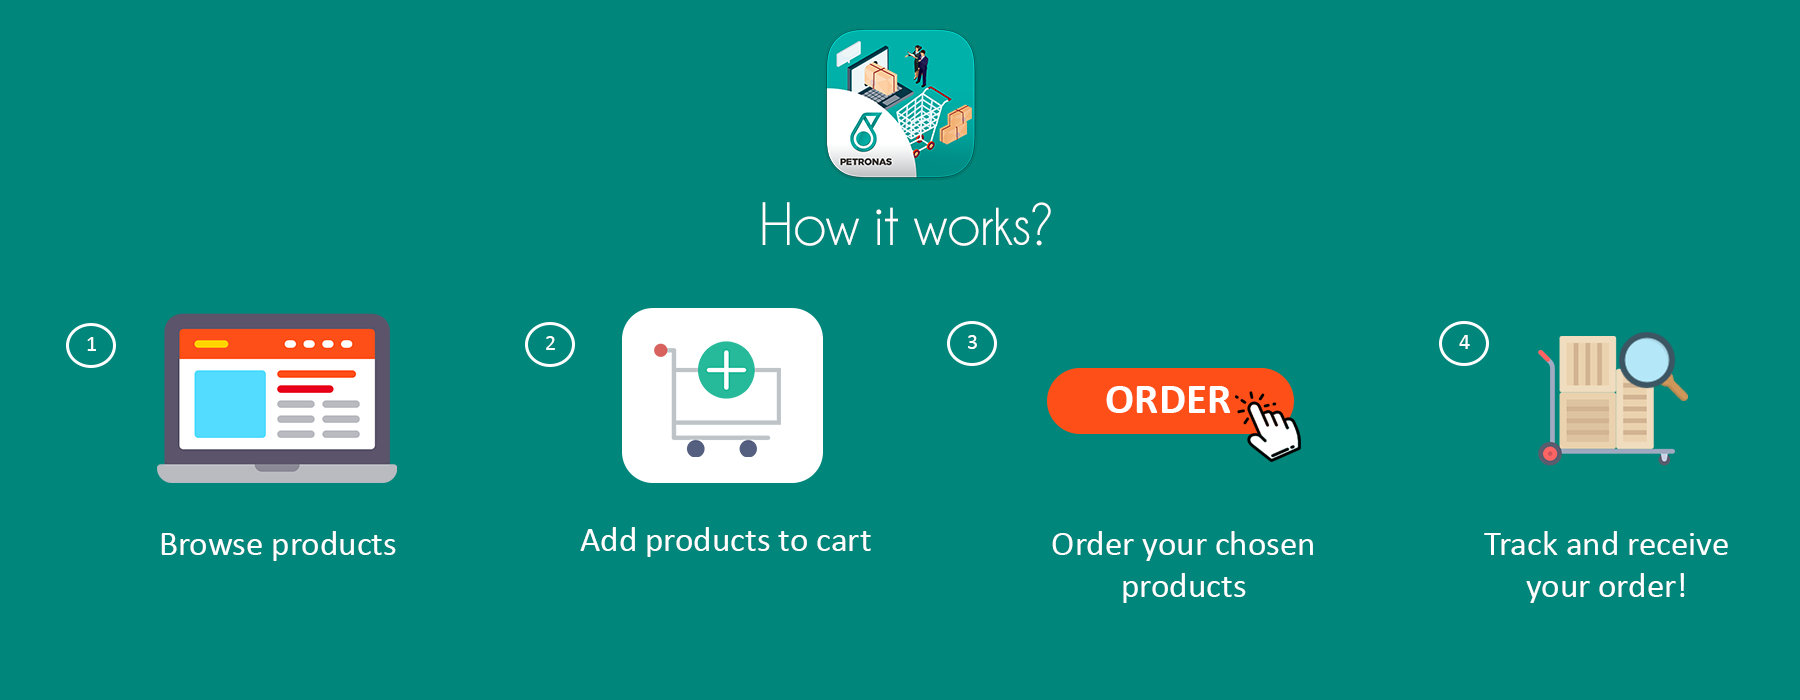 PETRONAS
How it works?
1
2
3
4
ORDER
Browse products
Add products to cart
Order your chosen
products
Track and receive
your order!